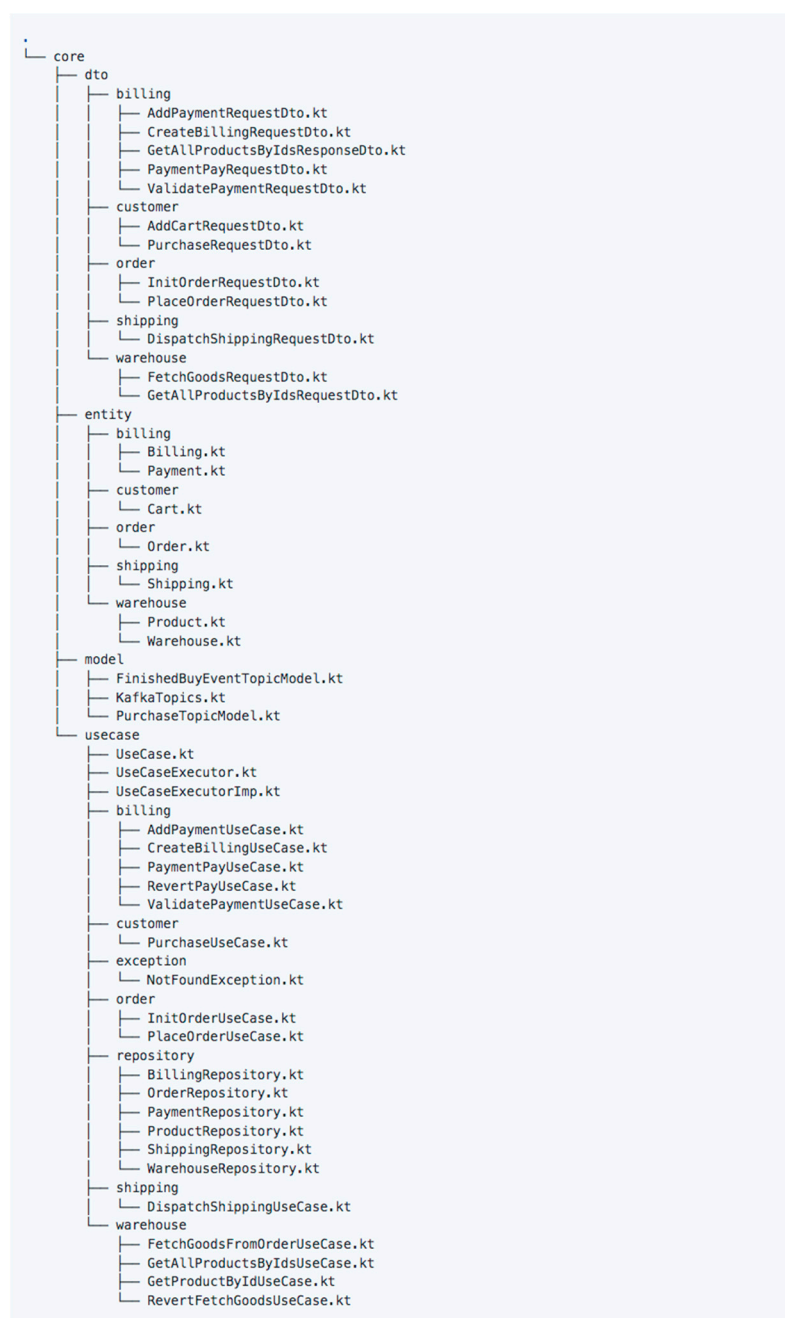 .
└── core
    ├── dto
    │   ├── billing
    │   │   ├── AddPaymentRequestDto.kt
    │   │   ├── CreateBillingRequestDto.kt
    │   │   ├── GetAllProductsByIdsResponseDto.kt
    │   │   ├── PaymentPayRequestDto.kt
    │   │   └── ValidatePaymentRequestDto.kt
    │   ├── customer
    │   │   ├── AddCartRequestDto.kt
    │   │   └── PurchaseRequestDto.kt
    │   ├── order
    │   │   ├── InitOrderRequestDto.kt
    │   │   └── PlaceOrderRequestDto.kt
    │   ├── shipping
    │   │   └── DispatchShippingRequestDto.kt
    │   └── warehouse
    │       ├── FetchGoodsRequestDto.kt
    │       └── GetAllProductsByIdsRequestDto.kt
    ├── entity
    │   ├── billing
    │   │   ├── Billing.kt
    │   │   └── Payment.kt
    │   ├── customer
    │   │   └── Cart.kt
    │   ├── order
    │   │   └── Order.kt
    │   ├── shipping
    │   │   └── Shipping.kt
    │   └── warehouse
    │       ├── Product.kt
    │       └── Warehouse.kt
    ├── model
    │   ├── FinishedBuyEventTopicModel.kt
    │   ├── KafkaTopics.kt
    │   └── PurchaseTopicModel.kt
    └── usecase
        ├── UseCase.kt
        ├── UseCaseExecutor.kt
        ├── UseCaseExecutorImp.kt
        ├── billing
        │   ├── AddPaymentUseCase.kt
        │   ├── CreateBillingUseCase.kt
        │   ├── PaymentPayUseCase.kt
        │   ├── RevertPayUseCase.kt
        │   └── ValidatePaymentUseCase.kt
        ├── customer
        │   └── PurchaseUseCase.kt
        ├── exception
        │   └── NotFoundException.kt
        ├── order
        │   ├── InitOrderUseCase.kt
        │   └── PlaceOrderUseCase.kt
        ├── repository
        │   ├── BillingRepository.kt
        │   ├── OrderRepository.kt
        │   ├── PaymentRepository.kt
        │   ├── ProductRepository.kt
        │   ├── ShippingRepository.kt
        │   └── WarehouseRepository.kt
        ├── shipping
        │   └── DispatchShippingUseCase.kt
        └── warehouse
            ├── FetchGoodsFromOrderUseCase.kt
            ├── GetAllProductsByIdsUseCase.kt
            ├── GetProductByIdUseCase.kt
            └── RevertFetchGoodsUseCase.kt